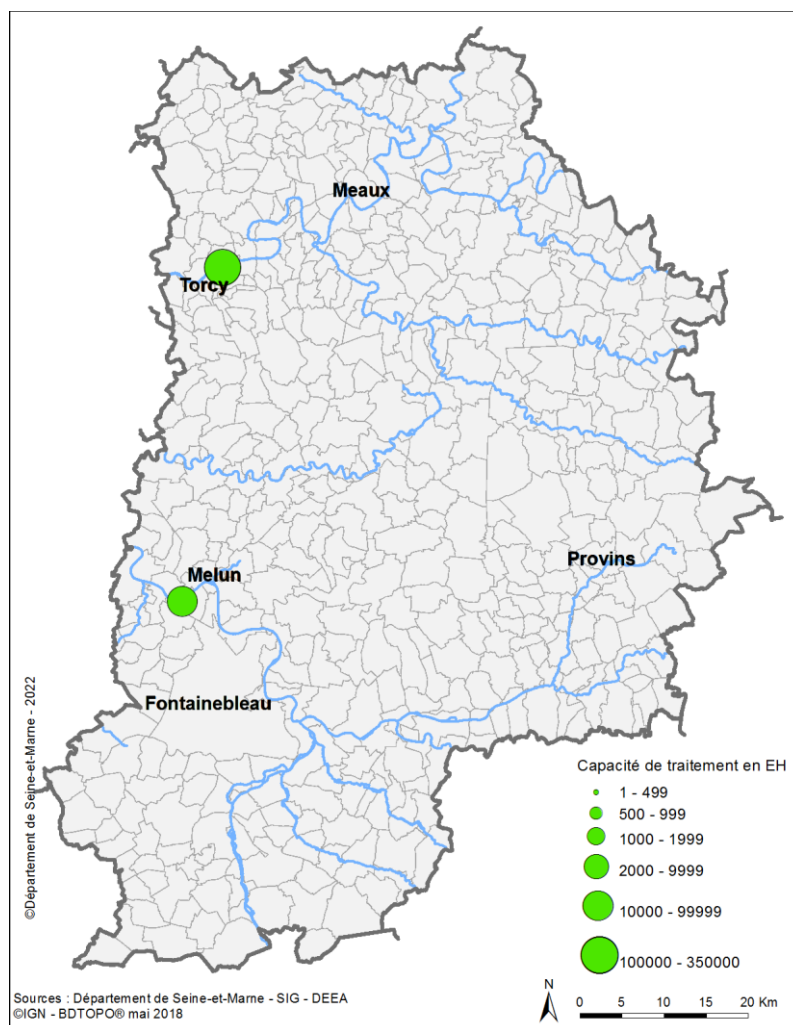 Meaux
Torcy
Provins
Melun
Fontainebleau
©Département de Seine-et-Marne - 2022
Capacité de traitement en EH
1 - 499
500 - 999
1000 - 1999
2000 - 9999
10000 - 99999
100000 - 350000
Sources : Département de Seine-et-Marne - SIG - DEEA
©IGN - BDTOPO® mai 2018
N
0 5 10 15 20 Km